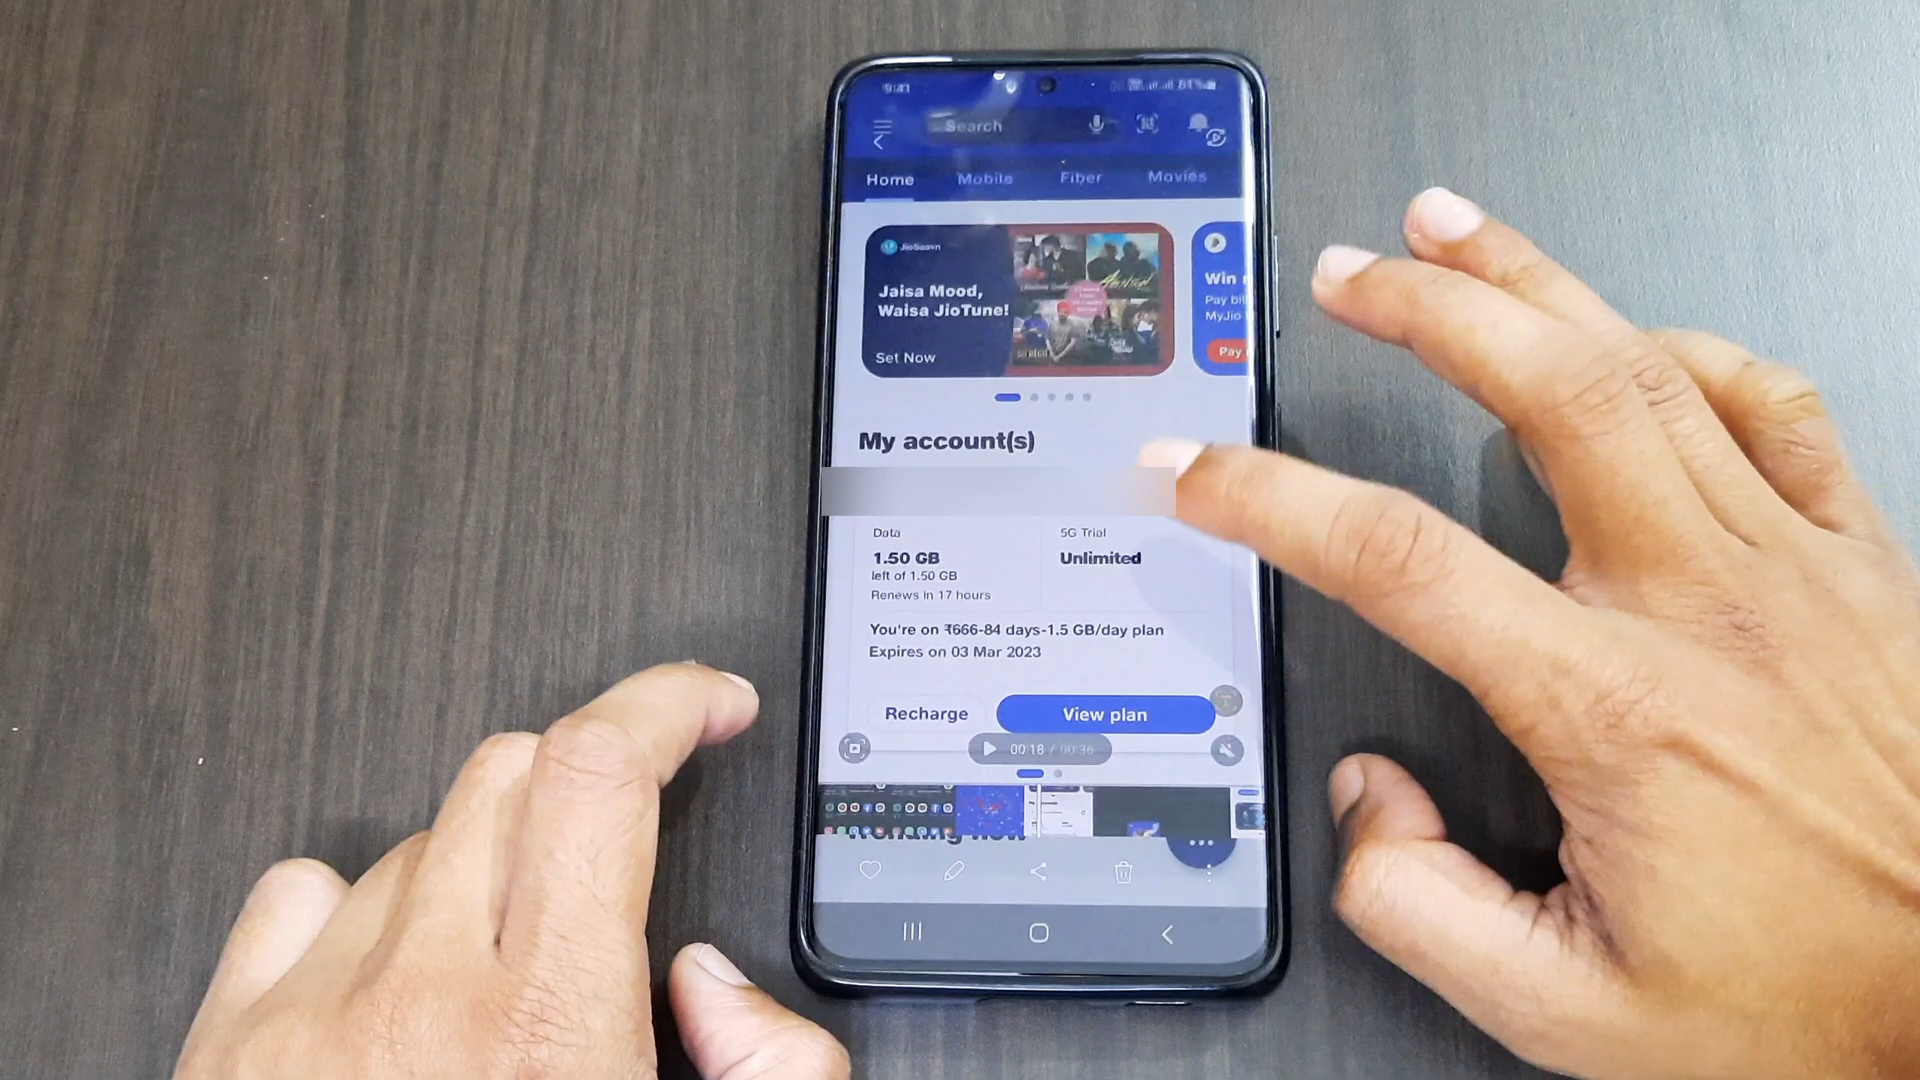 9:41
61%
Search
Home Mobile Fiber Movies
JioSaavn
Jaisa Mood,
Waisa JioTune!
Set Now
Win
Pay bil
MyJio
Pay
My account(s)
Data
1.50 GB
left of 1.50 GB
Renews in 17 hours
5G Trial
Unlimited
You're on ₹666-84 days-1.5 GB/day plan
Expires on 03 Mar 2023
Recharge
View plan
00:18 / 00:36
T
Trending now